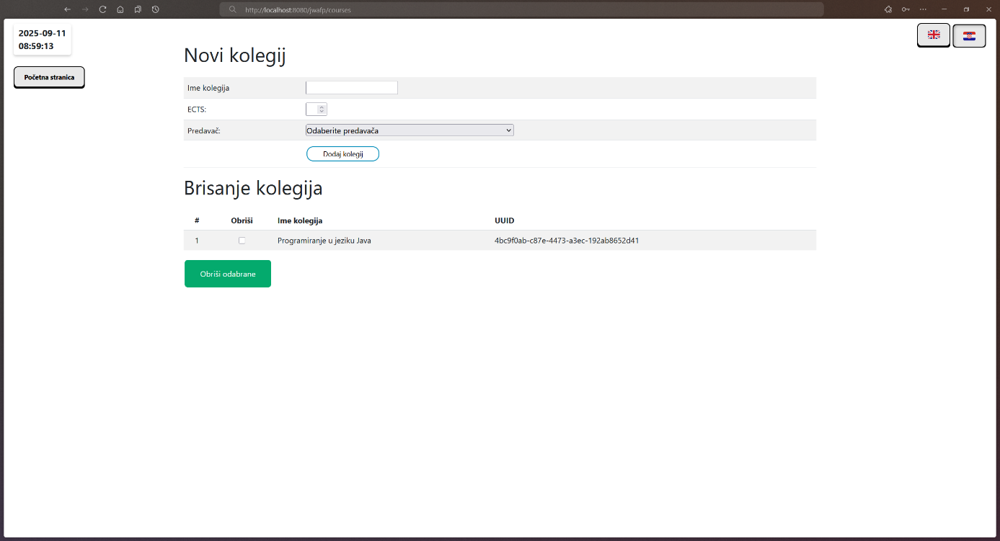 http://localhost:8080/jwafp/courses
2025-09-11
08:59:13
Početna stranica
Novi kolegij
Ime kolegija
ECTS:
Predavač: Odaberite predavača
Dodaj kolegij
Brisanje kolegija
# Obriši Ime kolegija UUID
1 Programiranje u jeziku Java 4bc9f0ab-c87e-4473-a3ec-192ab8652d41
Obriši odabrane